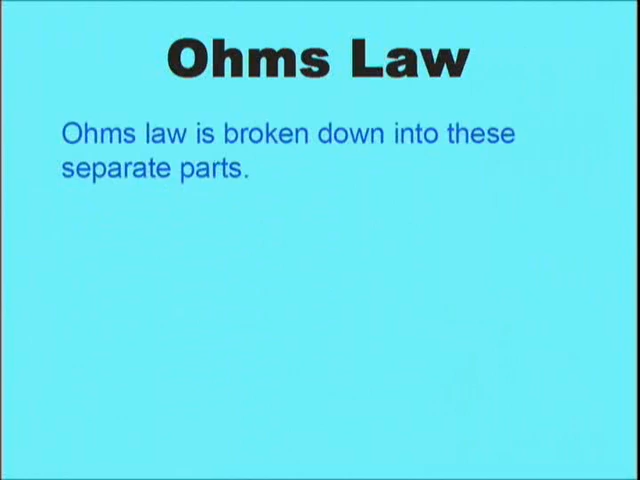 Ohms Law
Ohms law is broken down into these
separate parts.